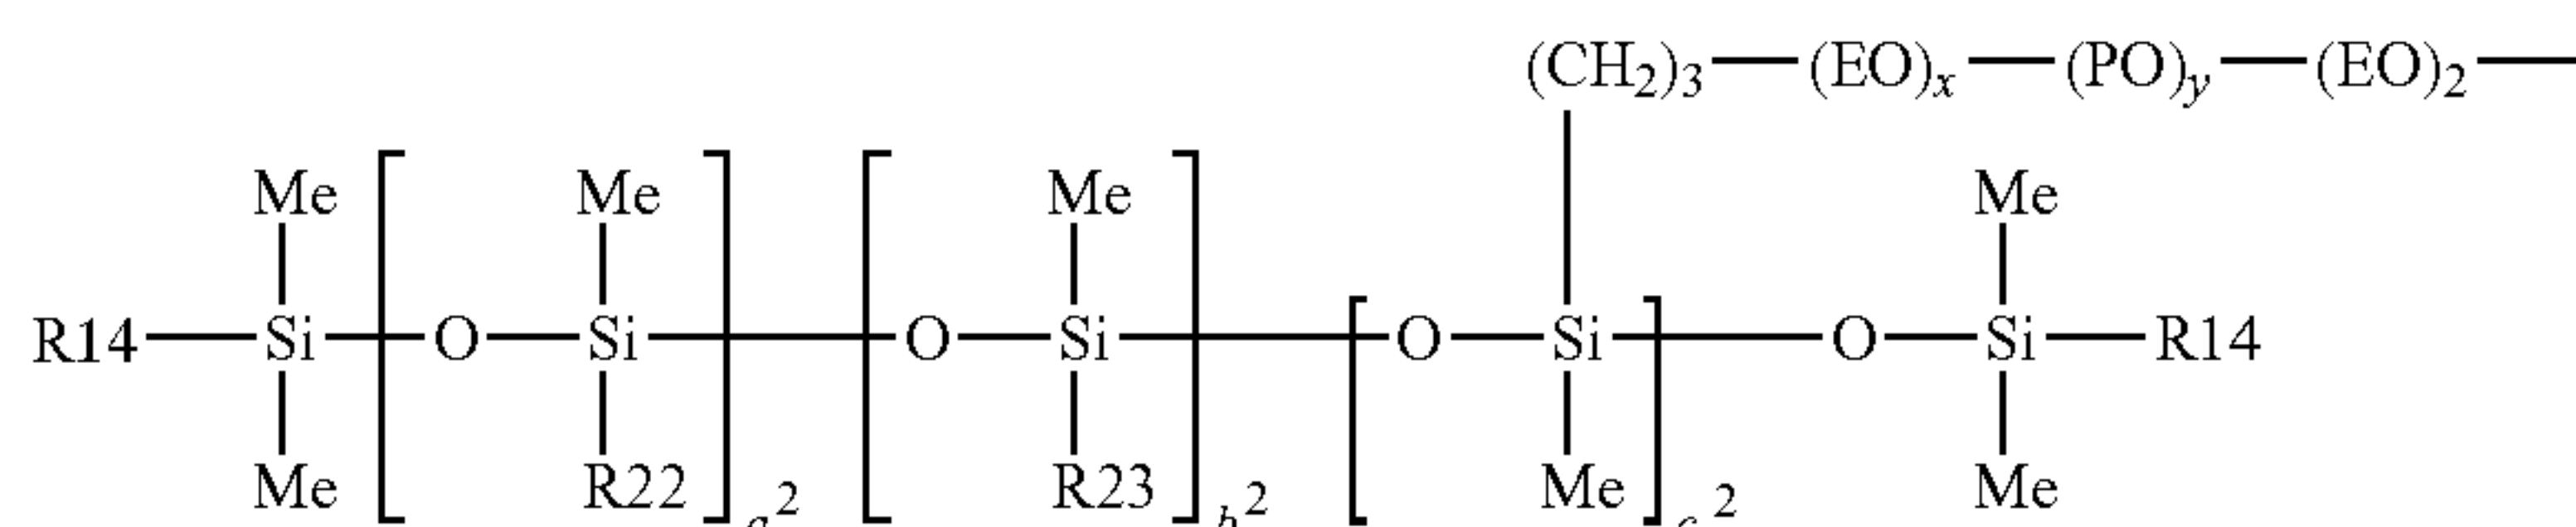 (CH₂)₃—(EO)ₓ—(PO)y—(EO)₂—
Me Me Me Me
R14—Si—[O—Si]—[O—Si]—[O—Si]—O—Si—R14
Me R22 a² R23 b² Me c² Me